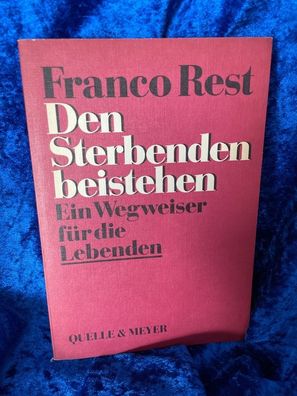 Franco Rest
Den
Sterbenden
beistehen
Ein Wegweiser
für die
Lebenden
QUELLE & MEYER